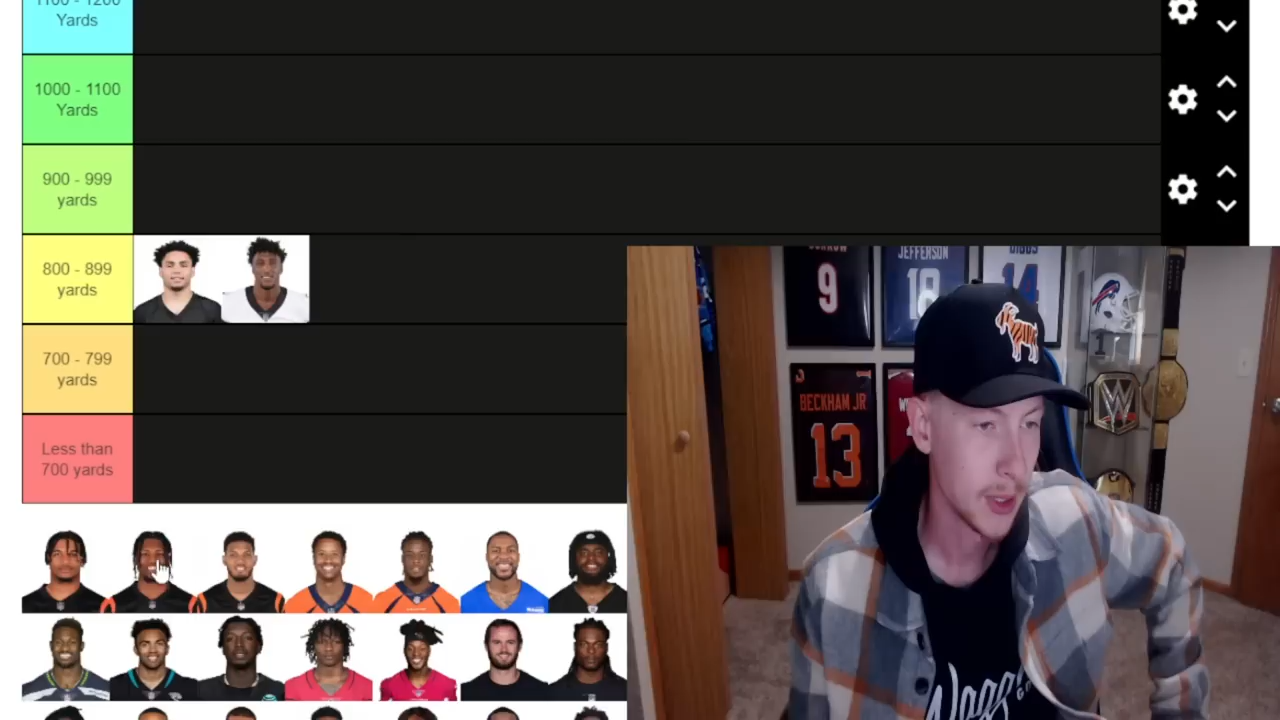 1100 - 1200
Yards
1000 - 1100
Yards
900 - 999
yards
800 - 899
yards
700 - 799
yards
Less than
700 yards
9
JEFFERSON
18
14
1
BECKHAM JR
13
W